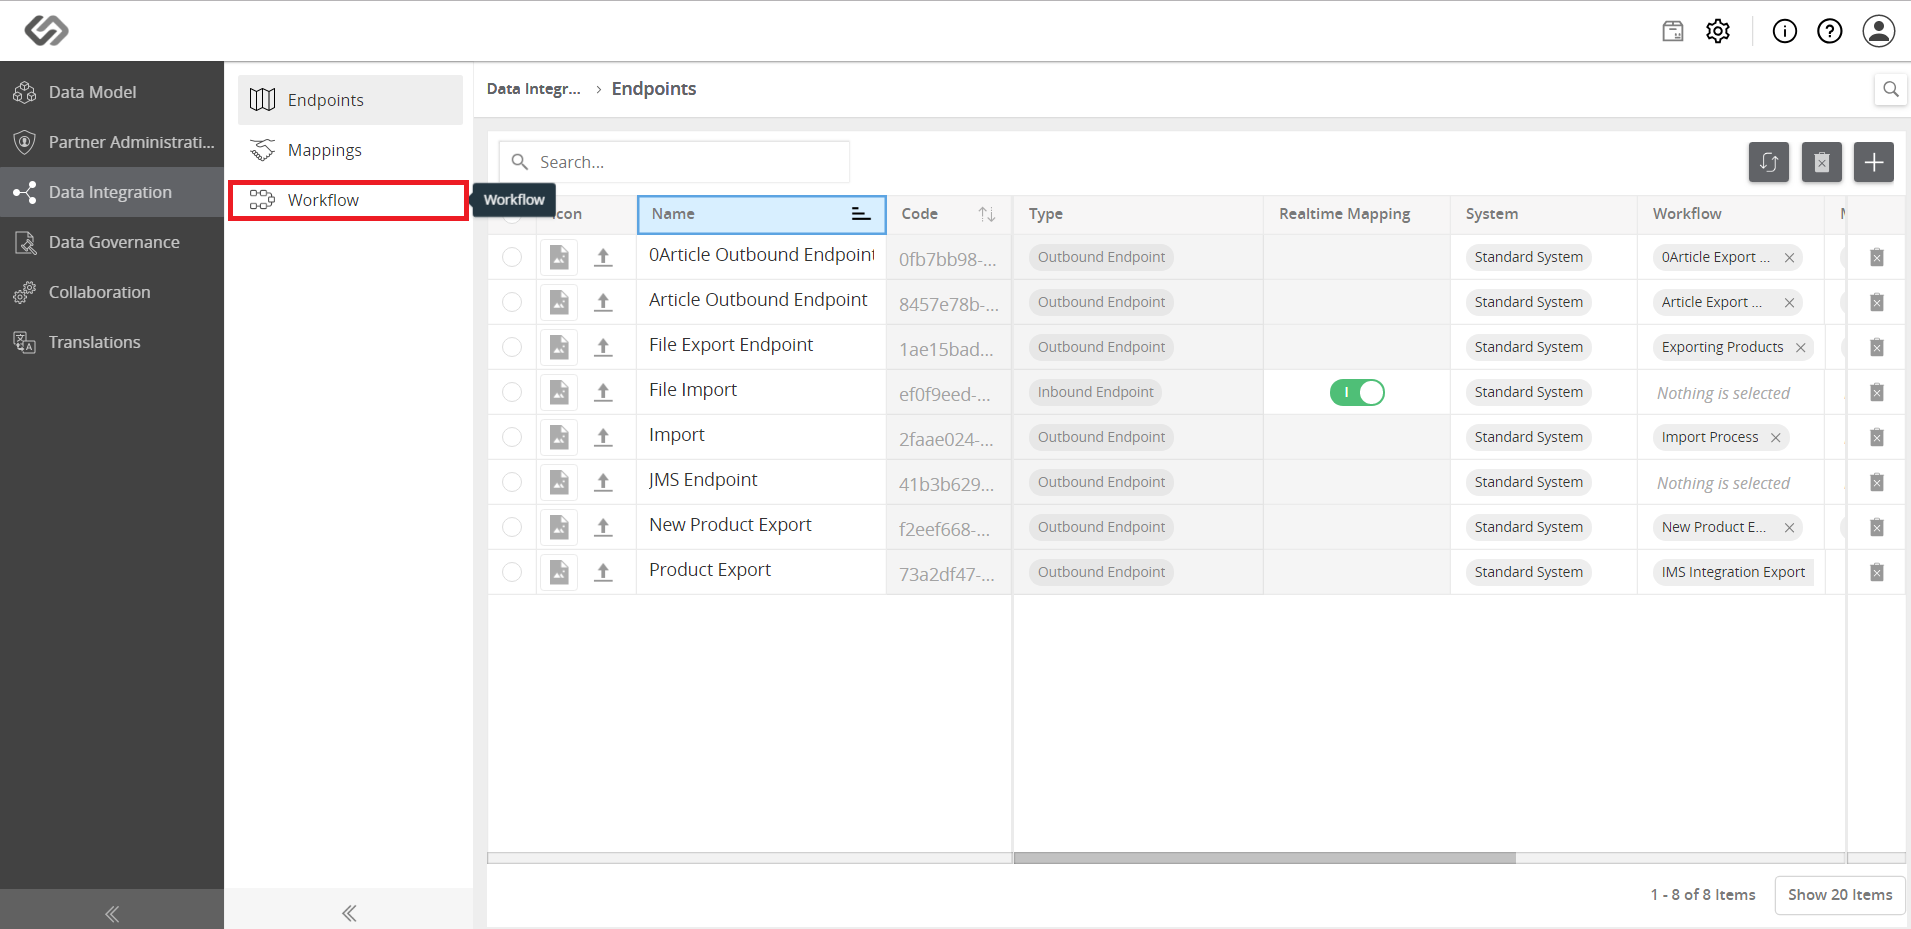 Data Model
Partner Administrati...
Data Integration
Data Governance
Collaboration
Translations
Endpoints
Mappings
Workflow
Workflow
Data Integr... › Endpoints
Search...
Name Code Type Realtime Mapping System Workflow
0Article Outbound Endpoint 0fb7bb98-... Outbound Endpoint Standard System 0Article Export ...
Article Outbound Endpoint 8457e78b-... Outbound Endpoint Standard System Article Export ...
File Export Endpoint 1ae15bad... Outbound Endpoint Standard System Exporting Products
File Import ef0f9eed-... Inbound Endpoint Standard System Nothing is selected
Import 2faae024-... Outbound Endpoint Standard System Import Process
JMS Endpoint 41b3b629... Outbound Endpoint Standard System Nothing is selected
New Product Export f2eef668-... Outbound Endpoint Standard System New Product E...
Product Export 73a2df47-... Outbound Endpoint Standard System IMS Integration Export
1 - 8 of 8 Items Show 20 Items